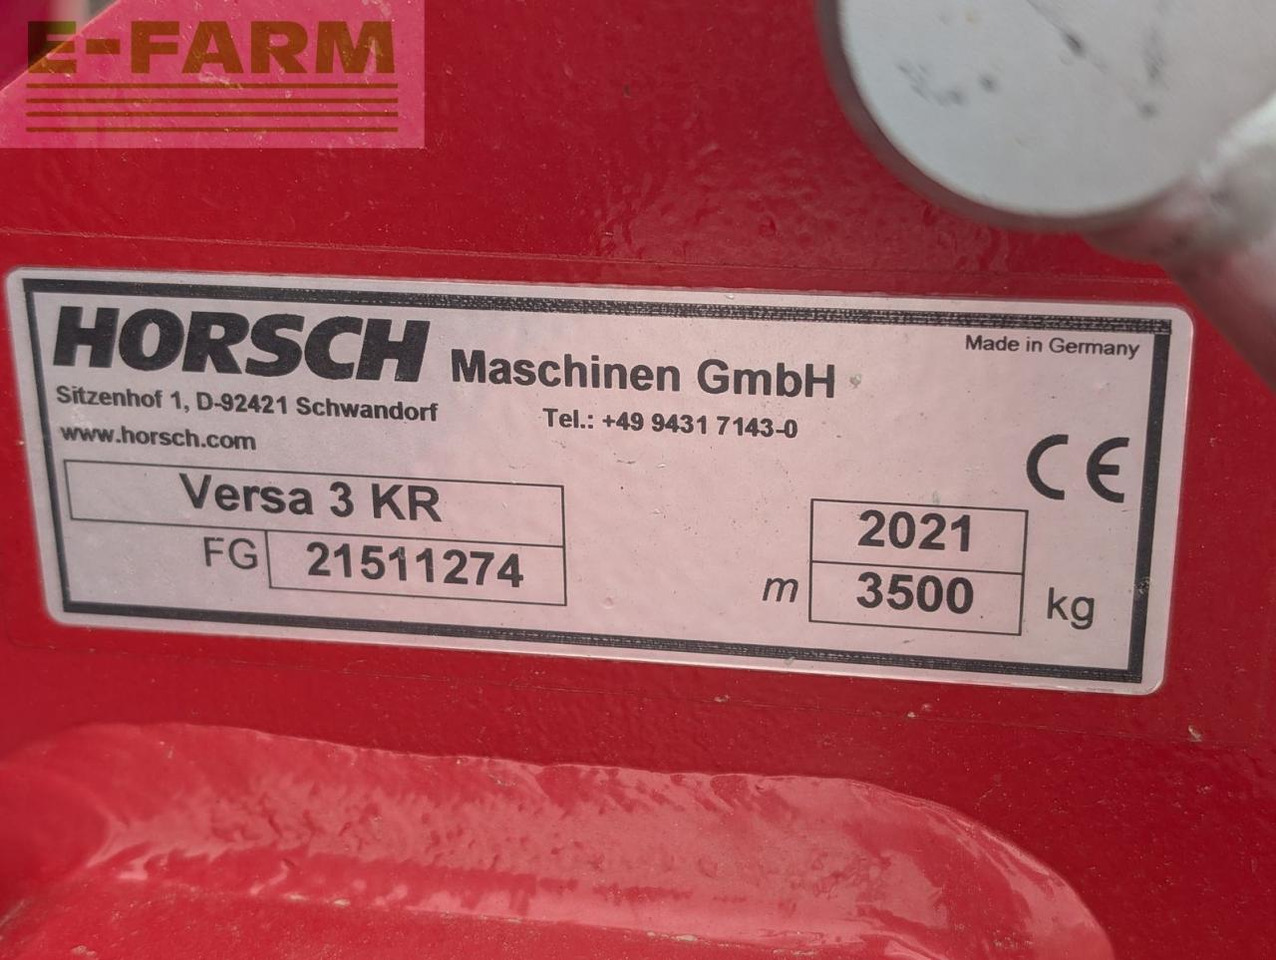 E-FARM
HORSCH Maschinen GmbH
Made in Germany
Sitzenhof 1, D-92421 Schwandorf
Tel.: +49 9431 7143-0
www.horsch.com
CE
Versa 3 KR
2021
FG 21511274
m 3500 kg